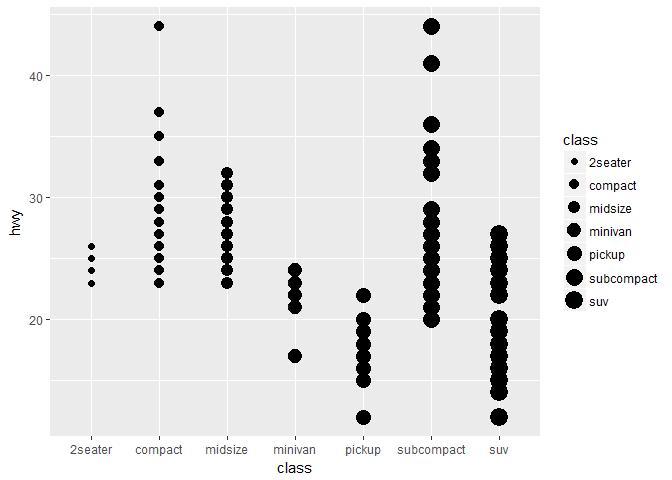 hwy
40
30
20
2seater compact midsize minivan pickup subcompact suv
class
class
2seater
compact
midsize
minivan
pickup
subcompact
suv